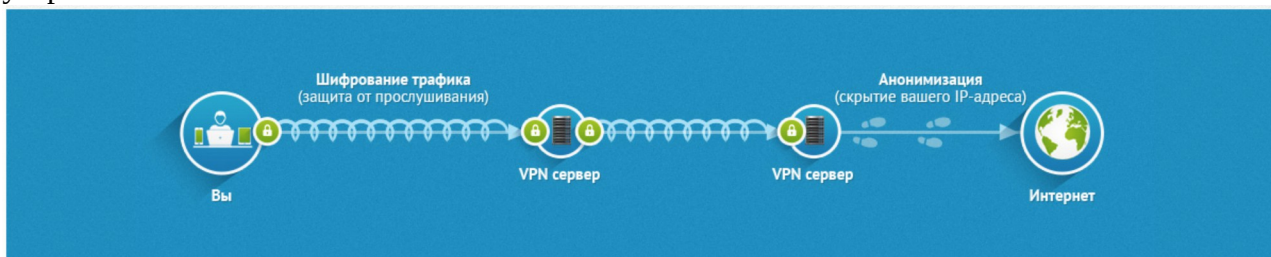 Шифрование трафика
(защита от прослушивания)
Анонимизация
(скрытие вашего IP-адреса)
VPN сервер
VPN сервер
Вы
Интернет